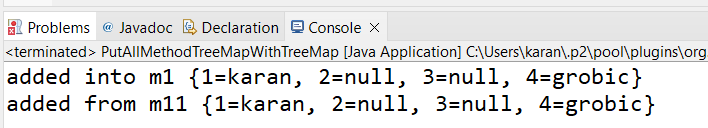 Problems @ Javadoc Declaration Console
<terminated> PutAllMethodTreeMapWithTreeMap [Java Application] C:\Users\karan\.p2\pool\plugins\org
added into m1 {1=karan, 2=null, 3=null, 4=grobic}
added from m11 {1=karan, 2=null, 3=null, 4=grobic}